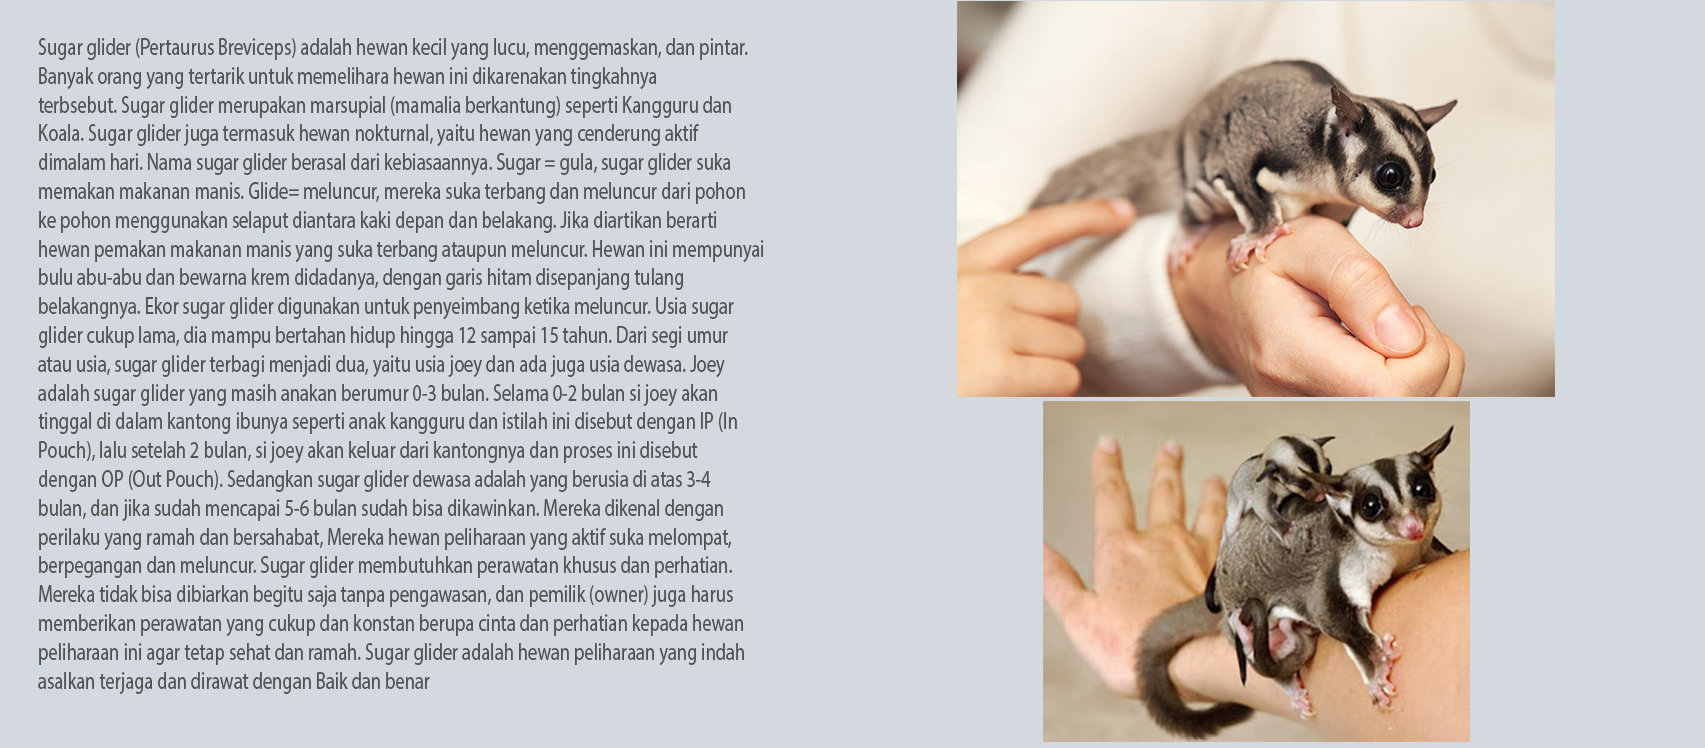 Sugar glider (Pertaurus Breviceps) adalah hewan kecil yang lucu, menggemaskan, dan pintar.
Banyak orang yang tertarik untuk memelihara hewan ini dikarenakan tingkahnya
terbsebut. Sugar glider merupakan marsupial (mamalia berkantung) seperti Kangguru dan
Koala. Sugar glider juga termasuk hewan nokturnal, yaitu hewan yang cenderung aktif
dimalam hari. Nama sugar glider berasal dari kebiasaannya. Sugar = gula, sugar glider suka
memakan makanan manis. Glide= meluncur, mereka suka terbang dan meluncur dari pohon
ke pohon menggunakan selaput diantara kaki depan dan belakang. Jika diartikan berarti
hewan pemakan makanan manis yang suka terbang ataupun meluncur. Hewan ini mempunyai
bulu abu-abu dan bewarna krem didadanya, dengan garis hitam disepanjang tulang
belakangnya. Ekor sugar glider digunakan untuk penyeimbang ketika meluncur. Usia sugar
glider cukup lama, dia mampu bertahan hidup hingga 12 sampai 15 tahun. Dari segi umur
atau usia, sugar glider terbagi menjadi dua, yaitu usia joey dan ada juga usia dewasa. Joey
adalah sugar glider yang masih anakan berumur 0-3 bulan. Selama 0-2 bulan si joey akan
tinggal di dalam kantong ibunya seperti anak kangguru dan istilah ini disebut dengan IP (In
Pouch), lalu setelah 2 bulan, si joey akan keluar dari kantongnya dan proses ini disebut
dengan OP (Out Pouch). Sedangkan sugar glider dewasa adalah yang berusia di atas 3-4
bulan, dan jika sudah mencapai 5-6 bulan sudah bisa dikawinkan. Mereka dikenal dengan
perilaku yang ramah dan bersahabat, Mereka hewan peliharaan yang aktif suka melompat,
berpegangan dan meluncur. Sugar glider membutuhkan perawatan khusus dan perhatian.
Mereka tidak bisa dibiarkan begitu saja tanpa pengawasan, dan pemilik (owner) juga harus
memberikan perawatan yang cukup dan konstan berupa cinta dan perhatian kepada hewan
peliharaan ini agar tetap sehat dan ramah. Sugar glider adalah hewan peliharaan yang indah
asalkan terjaga dan dirawat dengan Baik dan benar